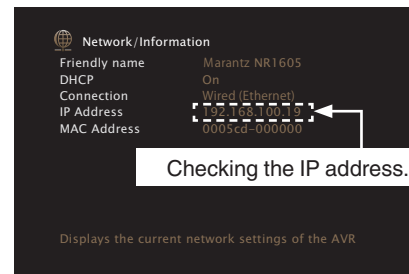 Network/Information
Friendly name Marantz NR1605
DHCP On
Connection Wired (Ethernet)
IP Address 192.168.100.19
MAC Address 0005cd-000000
Checking the IP address.
Displays the current network settings of the AVR